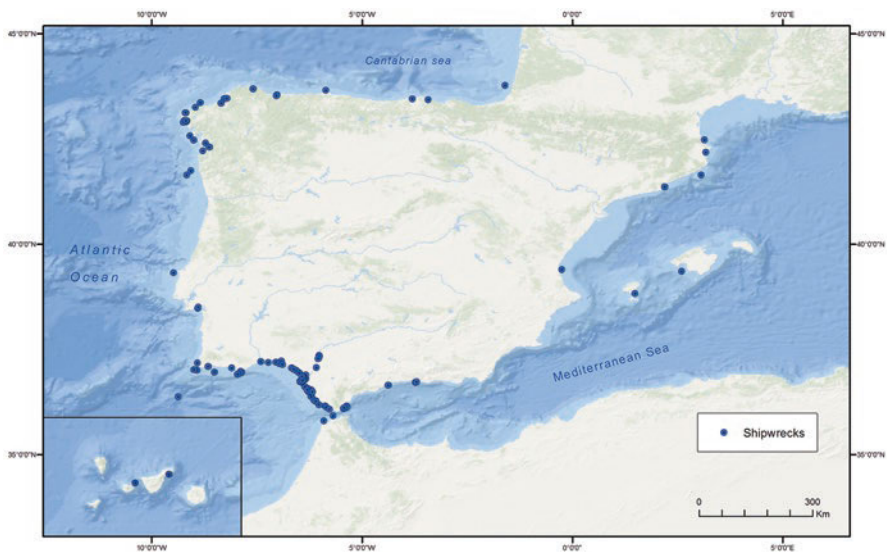 10°0'0"W 5°0'0"W 0°0'0" 5°0'0"E
45°0'0"N 45°0'0"N
Cantabrian sea
40°0'0"N 40°0'0"N
Atlantic
Ocean
Mediterranean Sea
Shipwrecks
35°0'0"N 35°0'0"N
0 300
Km
10°0'0"W 5°0'0"W 0°0'0" 5°0'0"E